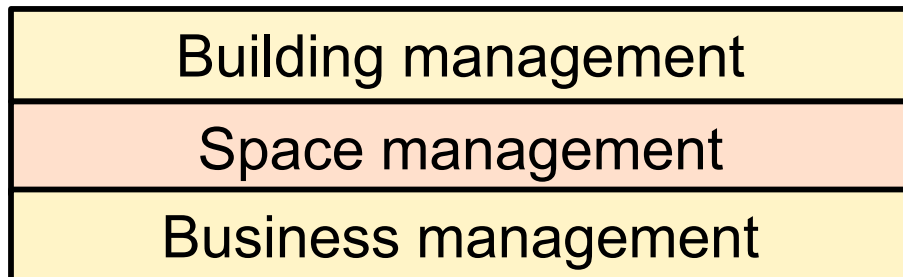 Building management
Space management
Business management